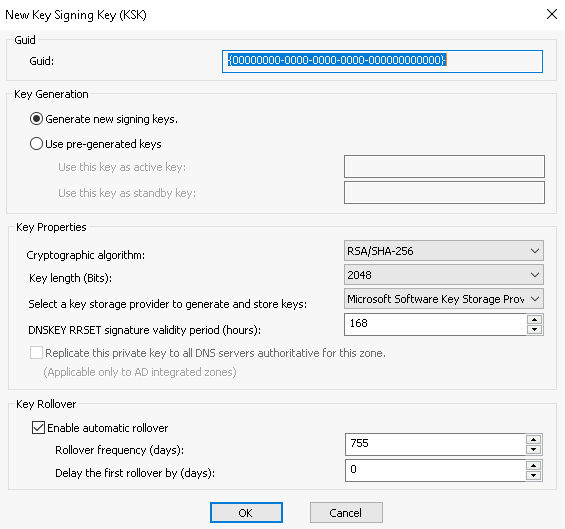 New Key Signing Key (KSK)
Guid
Guid: {00000000-0000-0000-0000-000000000000}
Key Generation
Generate new signing keys.
Use pre-generated keys
Use this key as active key:
Use this key as standby key:
Key Properties
Cryptographic algorithm: RSA/SHA-256
Key length (Bits): 2048
Select a key storage provider to generate and store keys: Microsoft Software Key Storage Prov
DNSKEY RRSET signature validity period (hours): 168
Replicate this private key to all DNS servers authoritative for this zone.
(Applicable only to AD integrated zones)
Key Rollover
Enable automatic rollover
Rollover frequency (days): 755
Delay the first rollover by (days): 0
OK Cancel